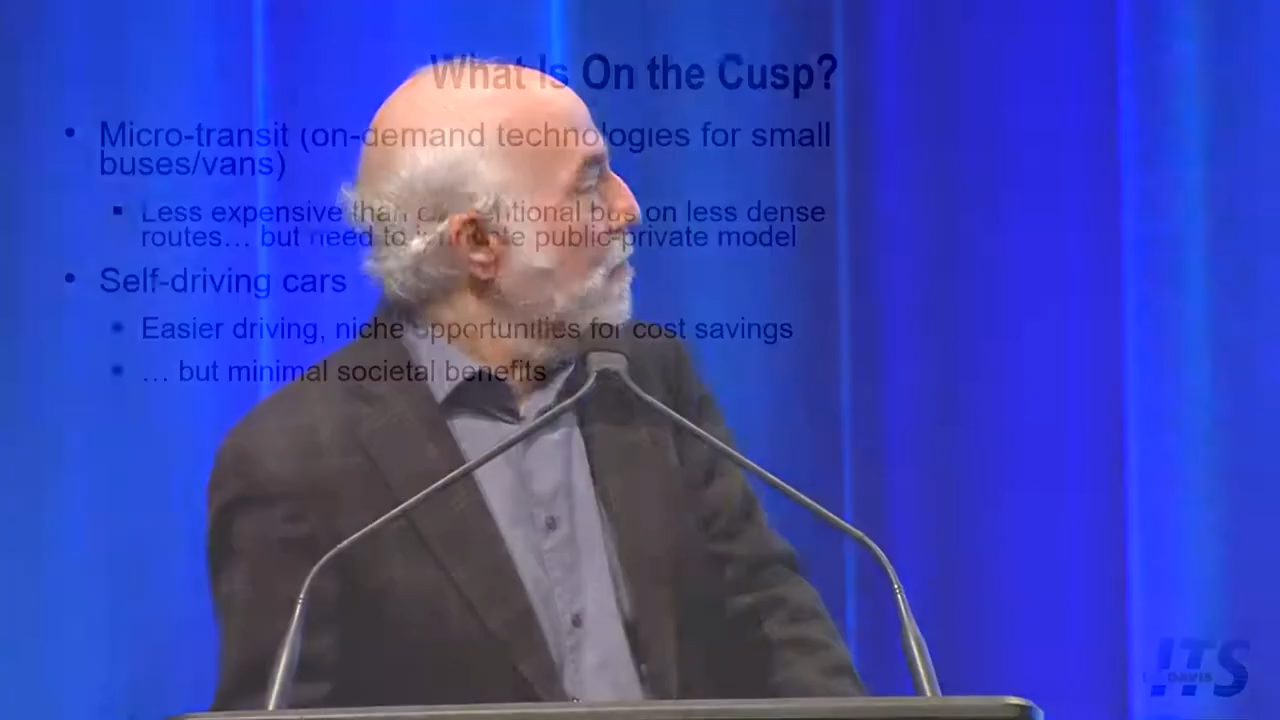 What Is On the Cusp?
• Micro-transit (on-demand technologies for small
buses/vans)
▪ Less expensive than bus on less dense
routes… but need to public-private model
• Self-driving cars
▪ Easier driving, niche opportunities for cost savings
▪ … but minimal societal benefits
ITS
DAVIS